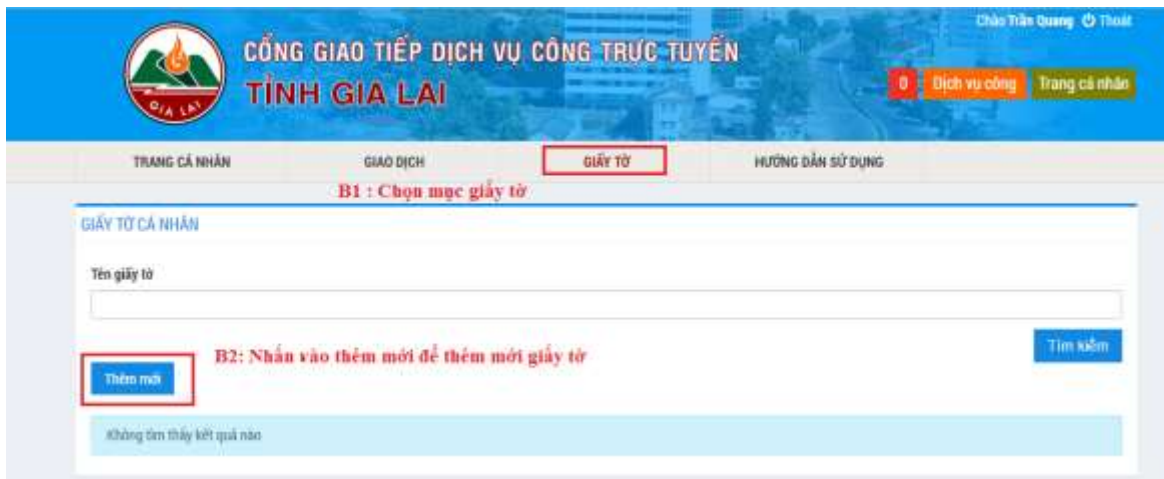 Chào Trần Quang Thoát
CỔNG GIAO TIẾP DỊCH VỤ CÔNG TRỰC TUYẾN
TỈNH GIA LAI
GIA LAI
0 Dịch vụ công Trang cá nhân
TRANG CÁ NHÂN GIAO DỊCH GIẤY TỜ HƯỚNG DẪN SỬ DỤNG
B1 : Chọn mục giấy tờ
GIẤY TỜ CÁ NHÂN
Tên giấy tờ
Tìm kiếm
B2: Nhấn vào thêm mới để thêm mới giấy tờ
Thêm mới
Không tìm thấy kết quả nào